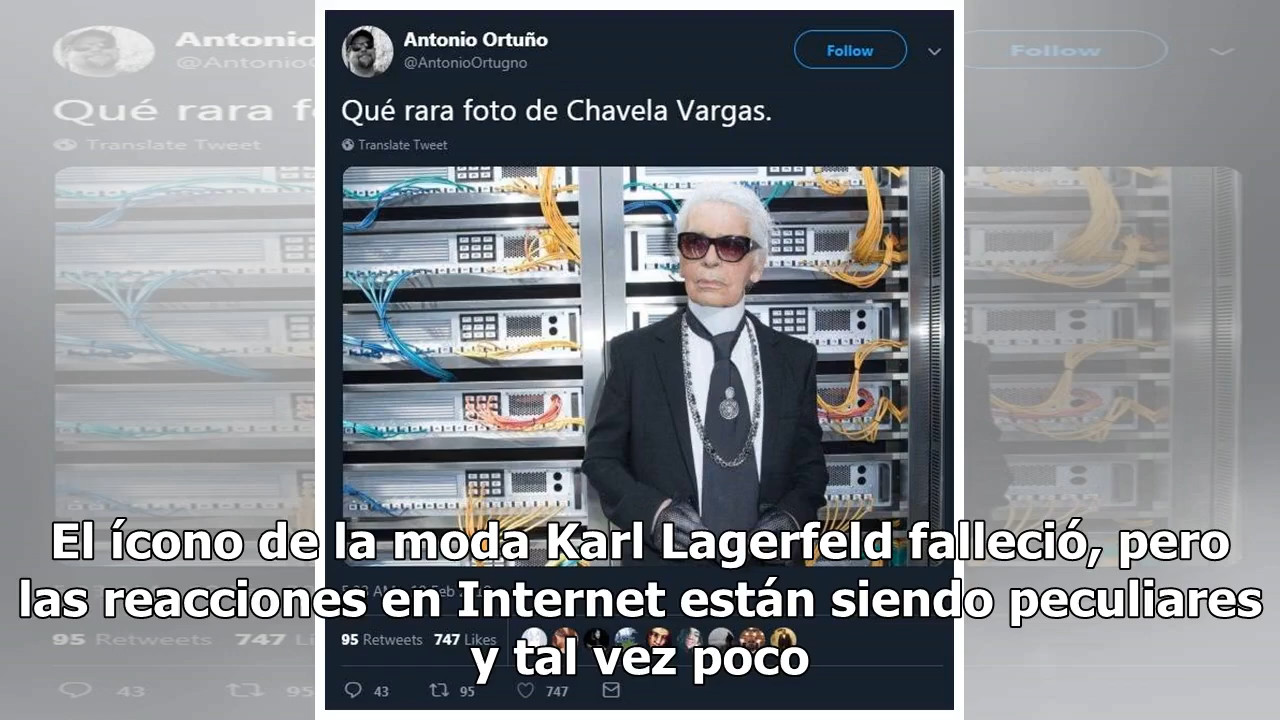 Antonio Ortuño
@AntonioOrtugno
Follow
Qué rara foto de Chavela Vargas.
Translate Tweet
El ícono de la moda Karl Lagerfeld falleció, pero
las reacciones en Internet están siendo peculiares
y tal vez poco
95 Retweets 747 Likes
43 95 747